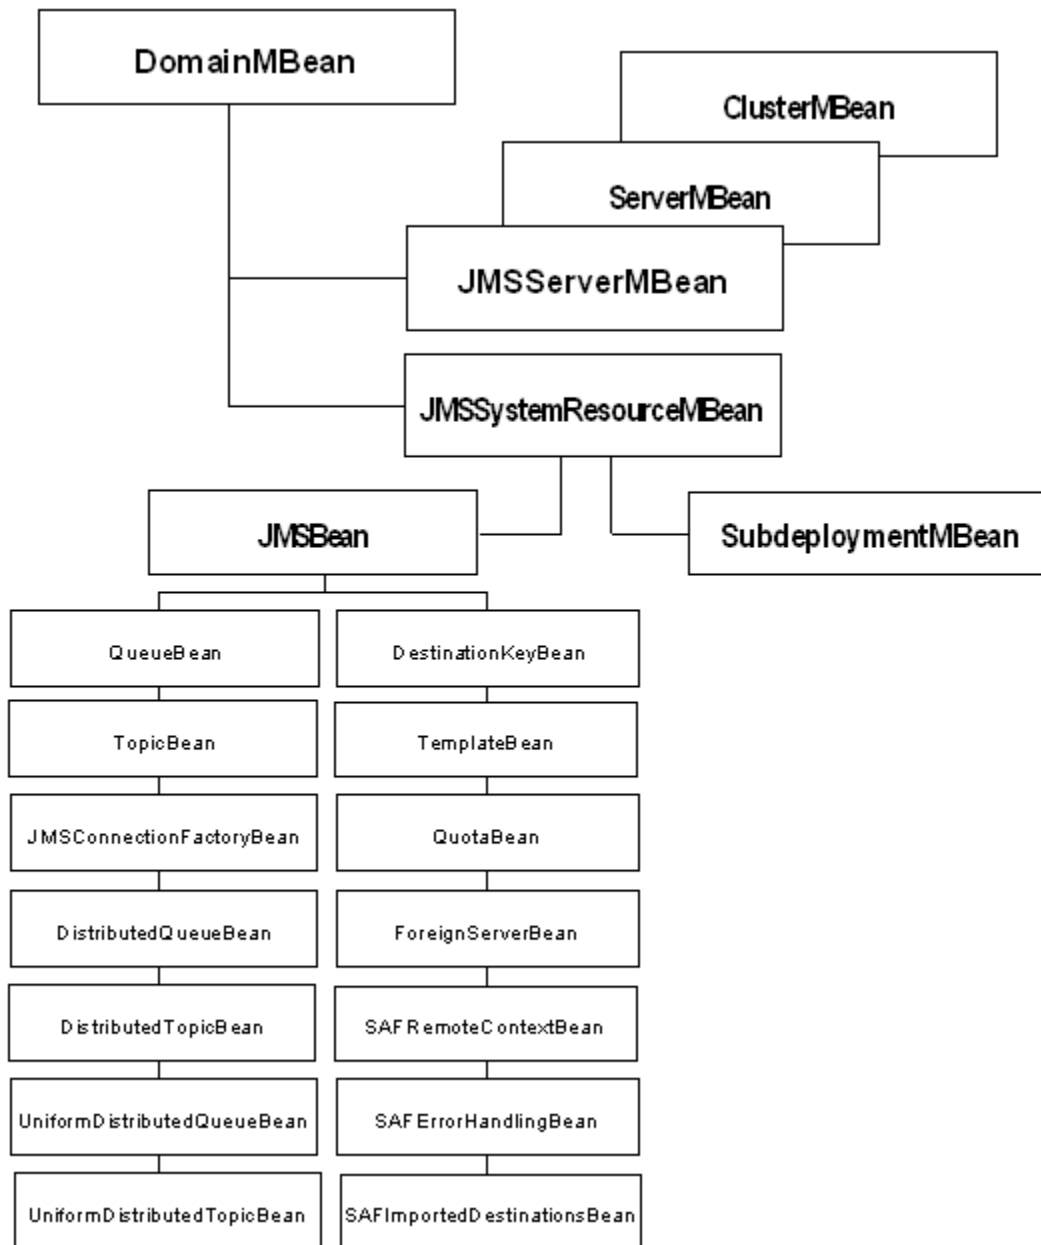 DomainMBean
ClusterMBean
ServerMBean
JMSServerMBean
JMSSystemResourceMBean
JMSBean
SubdeploymentMBean
QueueBean
DestinationKeyBean
TopicBean
TemplateBean
JMSConnectionFactoryBean
QuotaBean
DistributedQueueBean
ForeignServerBean
DistributedTopicBean
SAFRemoteContextBean
UniformDistributedQueueBean
SAFErrorHandlingBean
UniformDistributedTopicBean
SAFImportedDestinationsBean